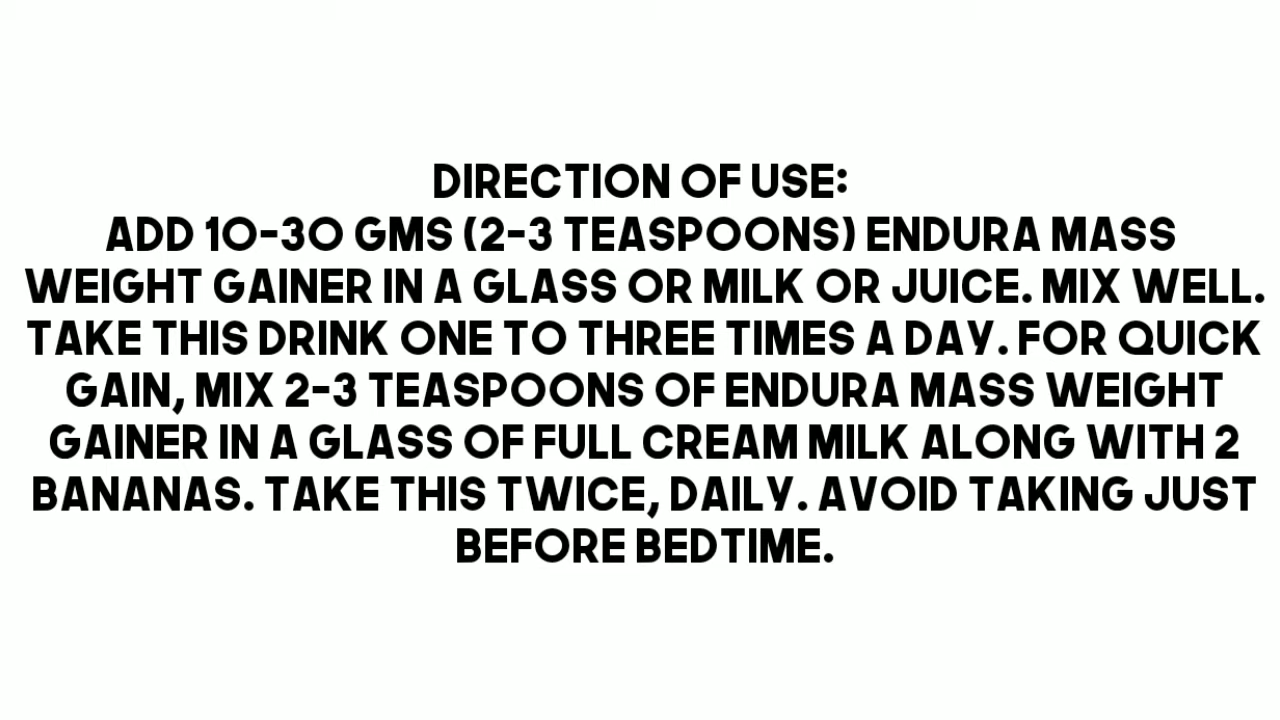 DIRECTION OF USE:
ADD 10-30 GMS (2-3 TEASPOONS) ENDURA MASS
WEIGHT GAINER IN A GLASS OR MILK OR JUICE. MIX WELL.
TAKE THIS DRINK ONE TO THREE TIMES A DAY. FOR QUICK
GAIN, MIX 2-3 TEASPOONS OF ENDURA MASS WEIGHT
GAINER IN A GLASS OF FULL CREAM MILK ALONG WITH 2
BANANAS. TAKE THIS TWICE, DAILY. AVOID TAKING JUST
BEFORE BEDTIME.